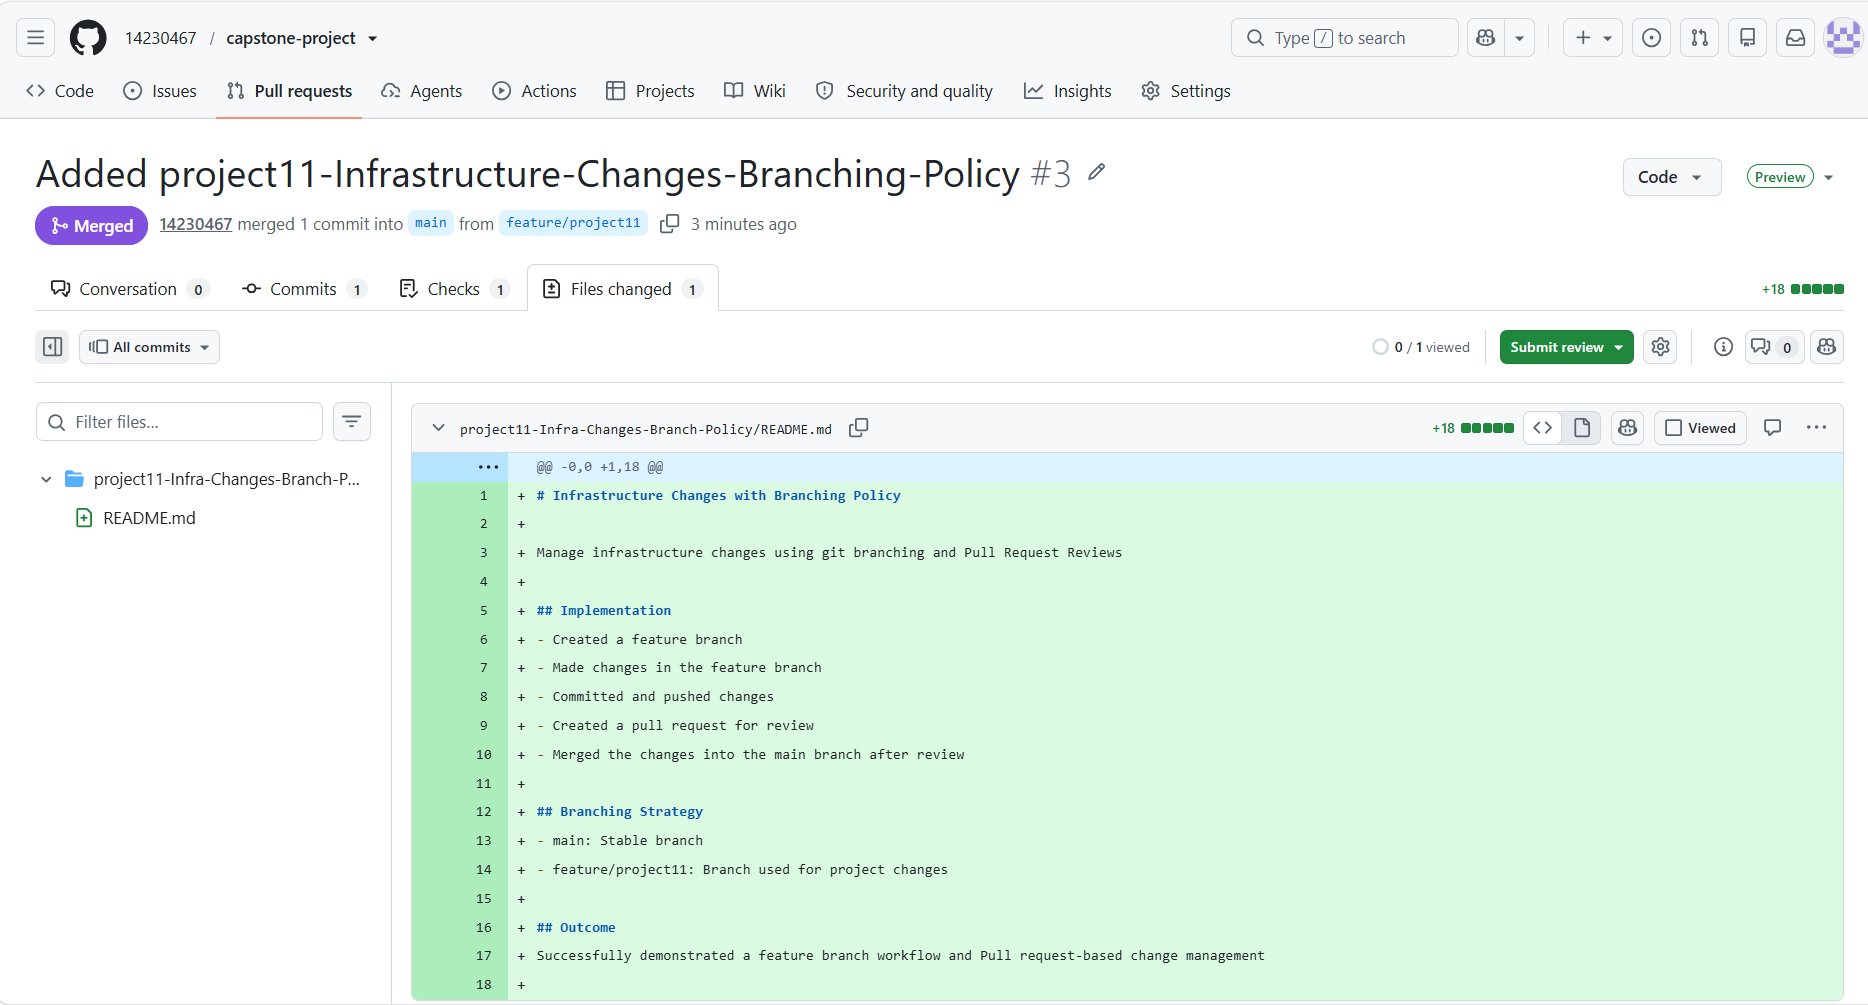 14230467 / capstone-project
Type / to search
Code Issues Pull requests Agents Actions Projects Wiki Security and quality Insights Settings
Added project11-Infrastructure-Changes-Branching-Policy #3
Code Preview
Merged 14230467 merged 1 commit into main from feature/project11 3 minutes ago
Conversation 0 Commits 1 Checks 1 Files changed 1 +18
All commits 0 / 1 viewed Submit review 0
Filter files...
project11-Infra-Changes-Branch-P...
README.md
project11-Infra-Changes-Branch-Policy/README.md +18 Viewed
@@ -0,0 +1,18 @@
1 + # Infrastructure Changes with Branching Policy
2 +
3 + Manage infrastructure changes using git branching and Pull Request Reviews
4 +
5 + ## Implementation
6 + - Created a feature branch
7 + - Made changes in the feature branch
8 + - Committed and pushed changes
9 + - Created a pull request for review
10 + - Merged the changes into the main branch after review
11 +
12 + ## Branching Strategy
13 + - main: Stable branch
14 + - feature/project11: Branch used for project changes
15 +
16 + ## Outcome
17 + Successfully demonstrated a feature branch workflow and Pull request-based change management
18 +